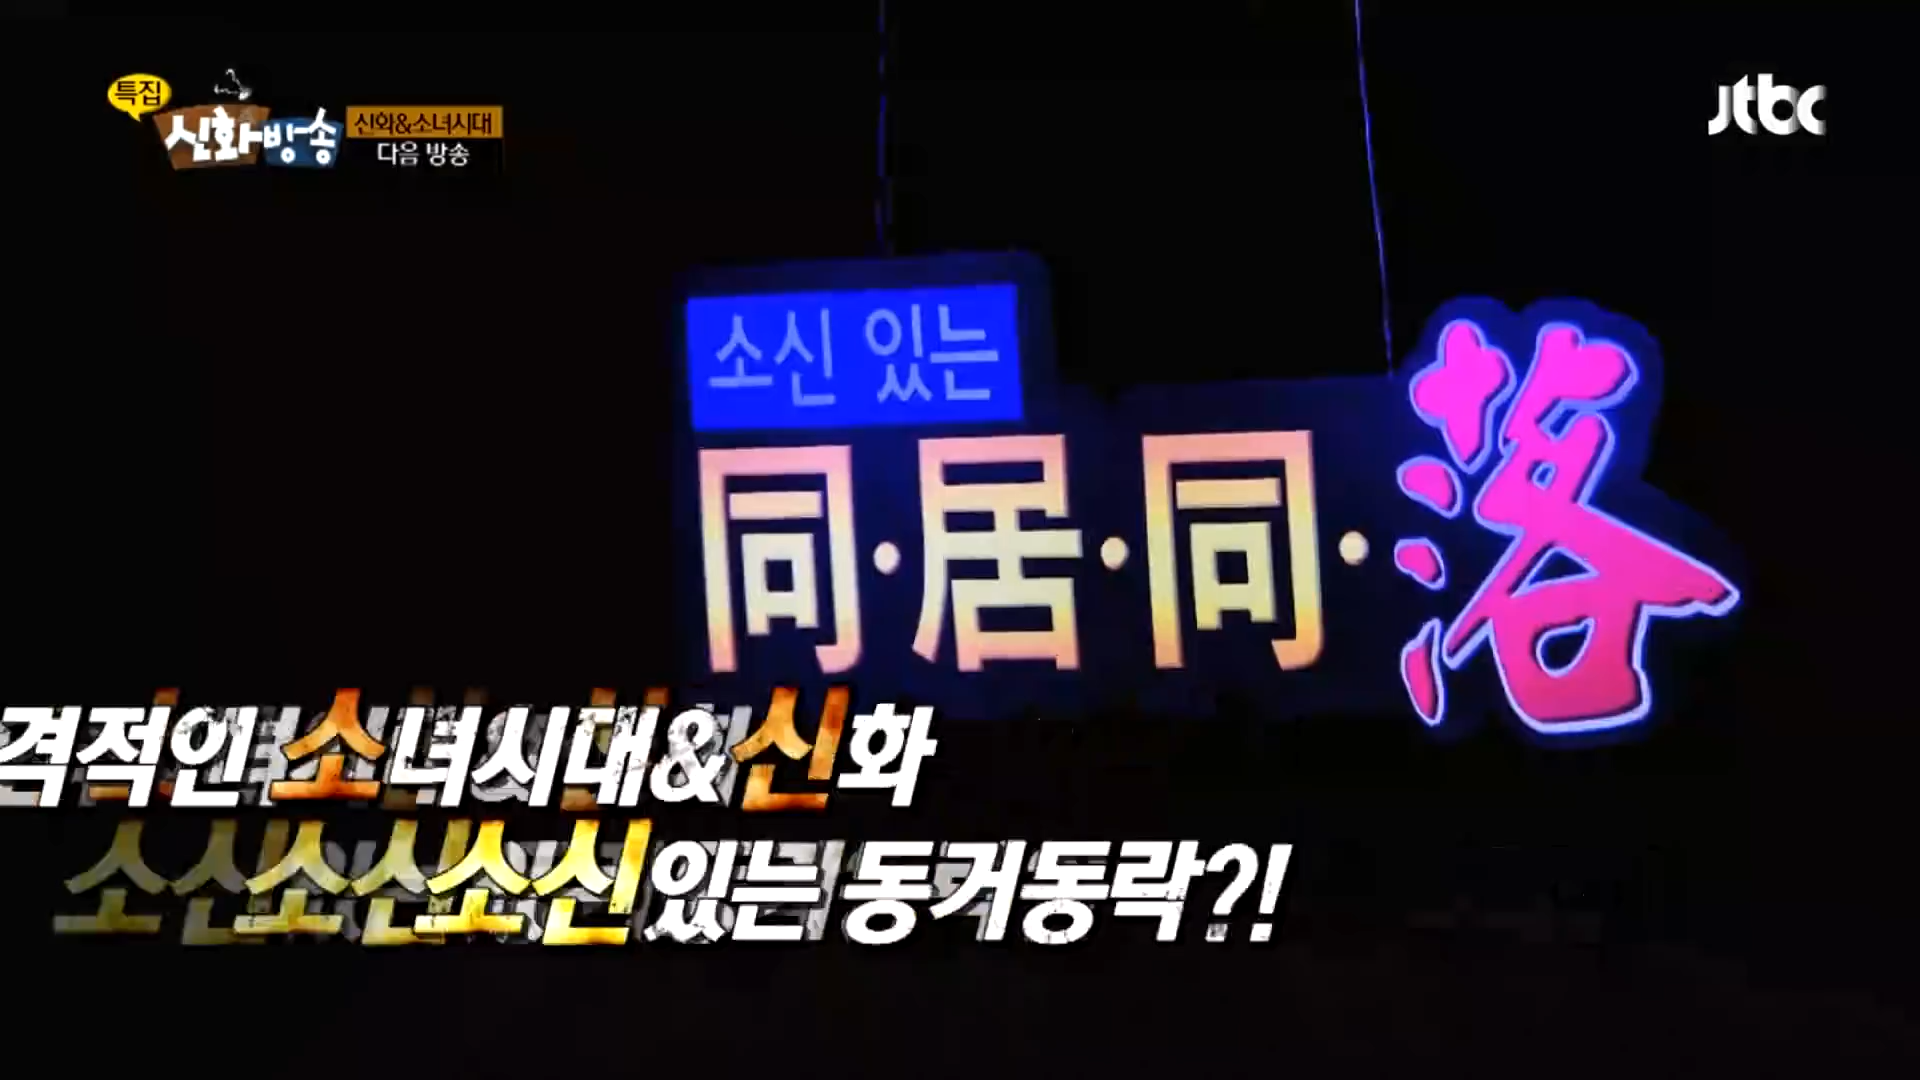 특집
신화방송
신화&소녀시대
다음 방송
jtbc
소신 있는
同·居·同·落
격적인 소녀시대&신화
소신 소신 소신 있는 동거동락?!